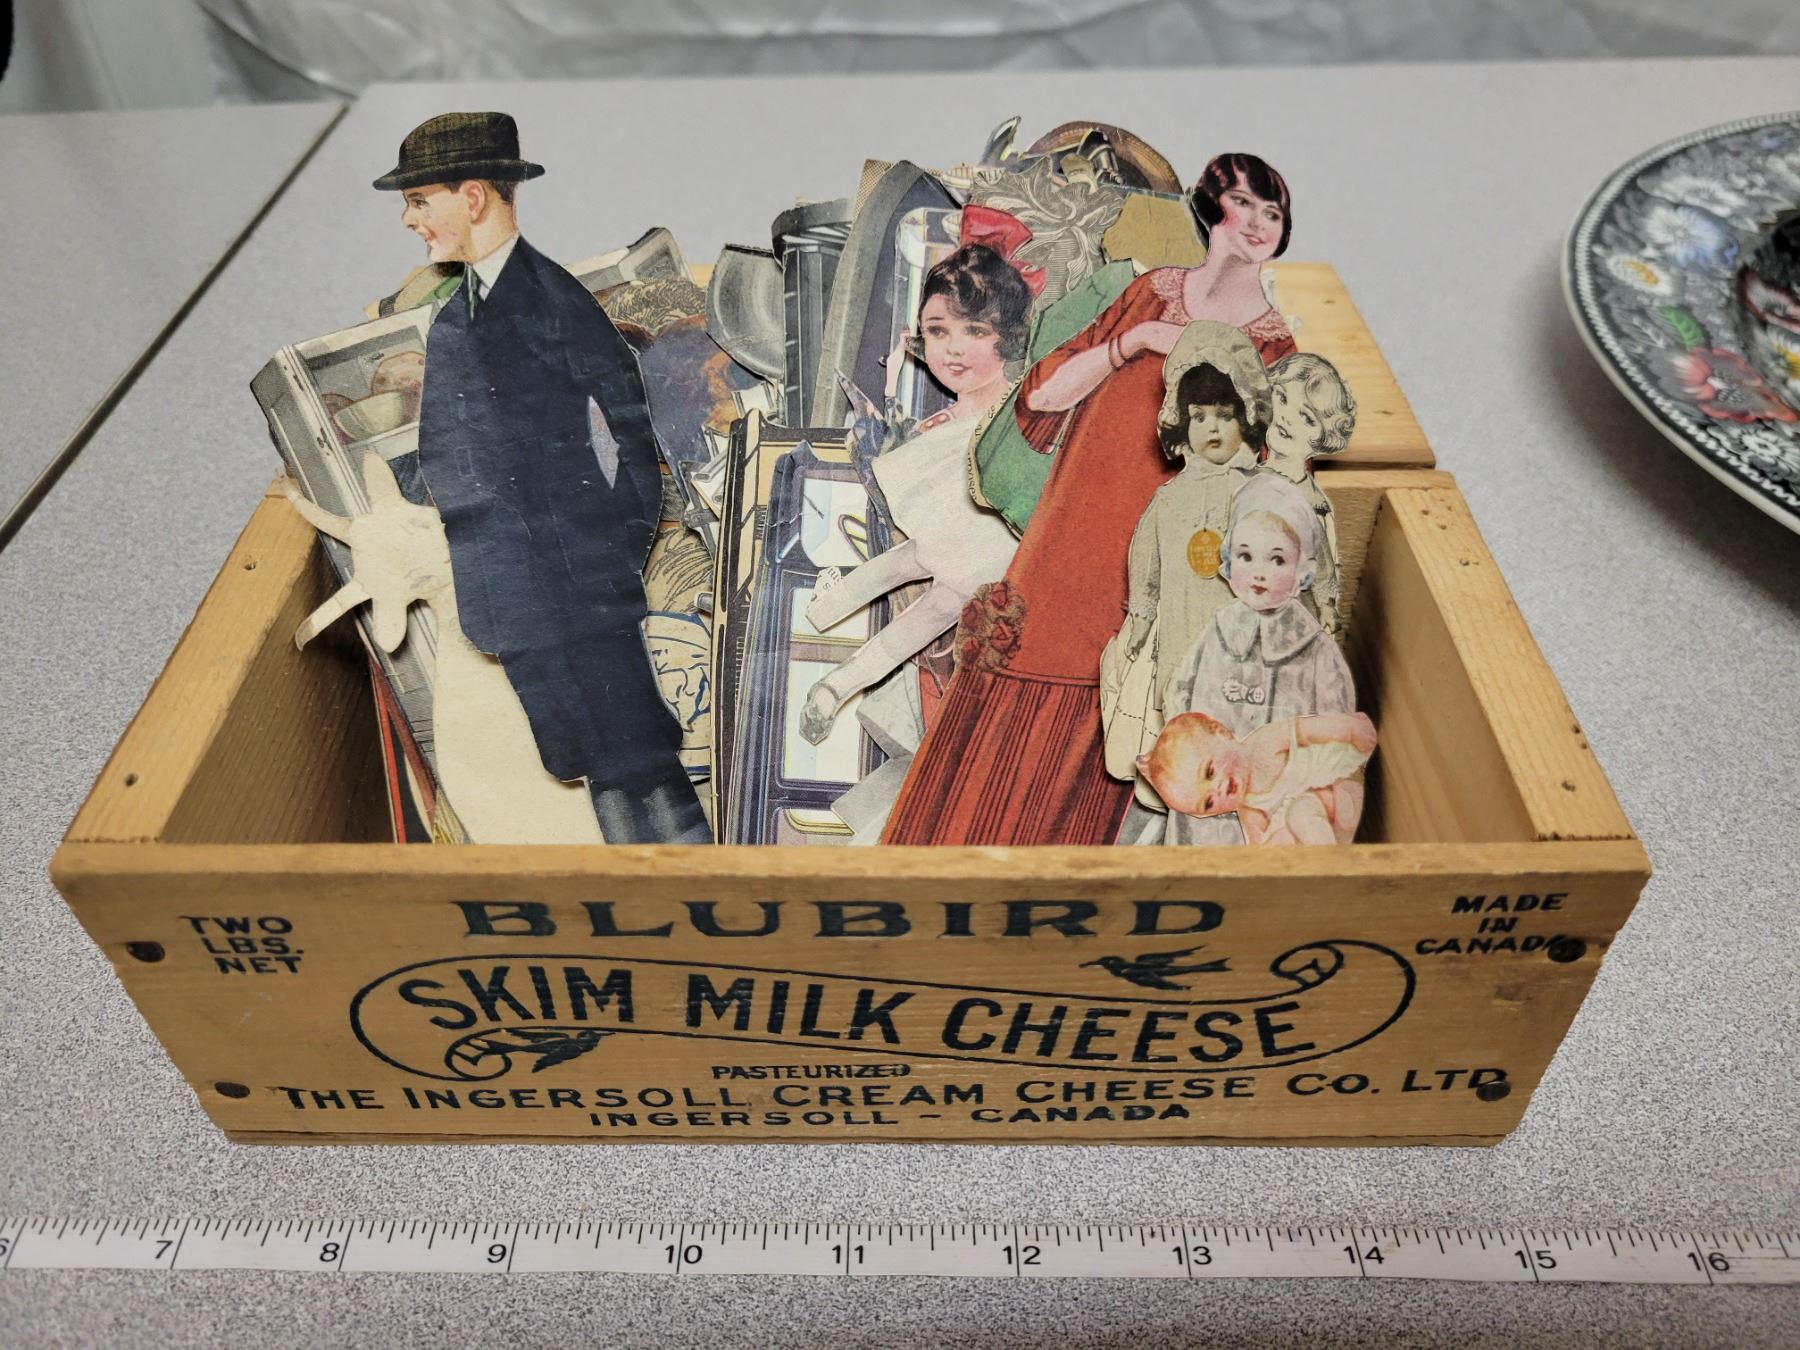 BLUBIRD
TWO
LBS.
NET
MADE
IN
CANADA
SKIM MILK CHEESE
PASTEURIZED
THE INGERSOLL CREAM CHEESE CO. LTD
INGERSOLL - CANADA
6 7 8 9 10 11 12 13 14 15 16